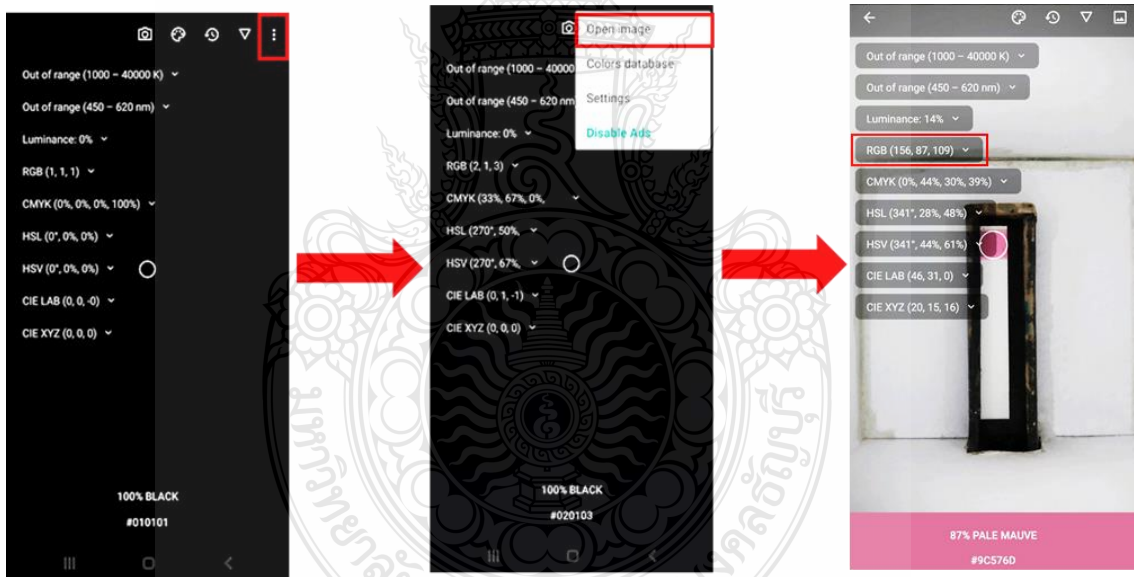 Out of range (1000 – 40000 K)
Out of range (450 – 620 nm)
Luminance: 0%
RGB (1, 1, 1)
CMYK (0%, 0%, 0%, 100%)
HSL (0°, 0%, 0%)
HSV (0°, 0%, 0%)
CIE LAB (0, 0, -0)
CIE XYZ (0, 0, 0)
100% BLACK
#010101
Open image
Colors database
Settings
Disable Ads
Out of range (1000 – 40000
Out of range (450 – 620 nm
Luminance: 0%
RGB (2, 1, 3)
CMYK (33%, 67%, 0%,
HSL (270°, 50%,
HSV (270°, 67%,
CIE LAB (0, 1, -1)
CIE XYZ (0, 0, 0)
100% BLACK
#020103
Out of range (1000 – 40000 K)
Out of range (450 – 620 nm)
Luminance: 14%
RGB (156, 87, 109)
CMYK (0%, 44%, 30%, 39%)
HSL (341°, 28%, 48%)
HSV (341°, 44%, 61%)
CIE LAB (46, 31, 0)
CIE XYZ (20, 15, 16)
87% PALE MAUVE
#9C576D